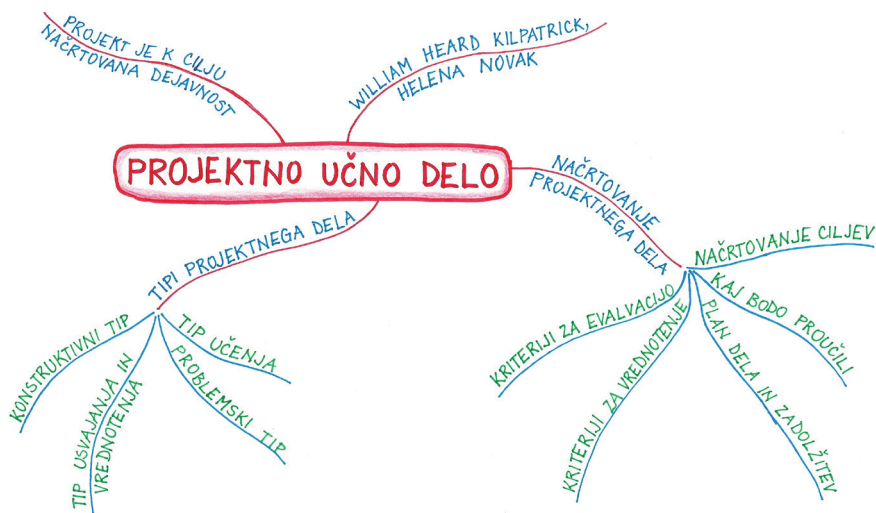 PROJEKT JE K CILJU
NAČRTOVANA DEJAVNOST
WILLIAM HEARD KILPATRICK,
HELENA NOVAK
PROJEKTNO UČNO DELO
NAČRTOVANJE
PROJEKTNEGA DELA
NAČRTOVANJE CILJEV
KAJ BODO PROUČILI
PLAN DELA IN ZADOLŽITEV
KRITERIJI ZA VREDNOTENJE
KRITERIJI ZA EVALVACIJO
TIPI PROJEKTNEGA DELA
TIP UČENJA
PROBLEMSKI TIP
TIP USVAJANJA IN
VREDNOTENJA
KONSTRUKTIVNI TIP